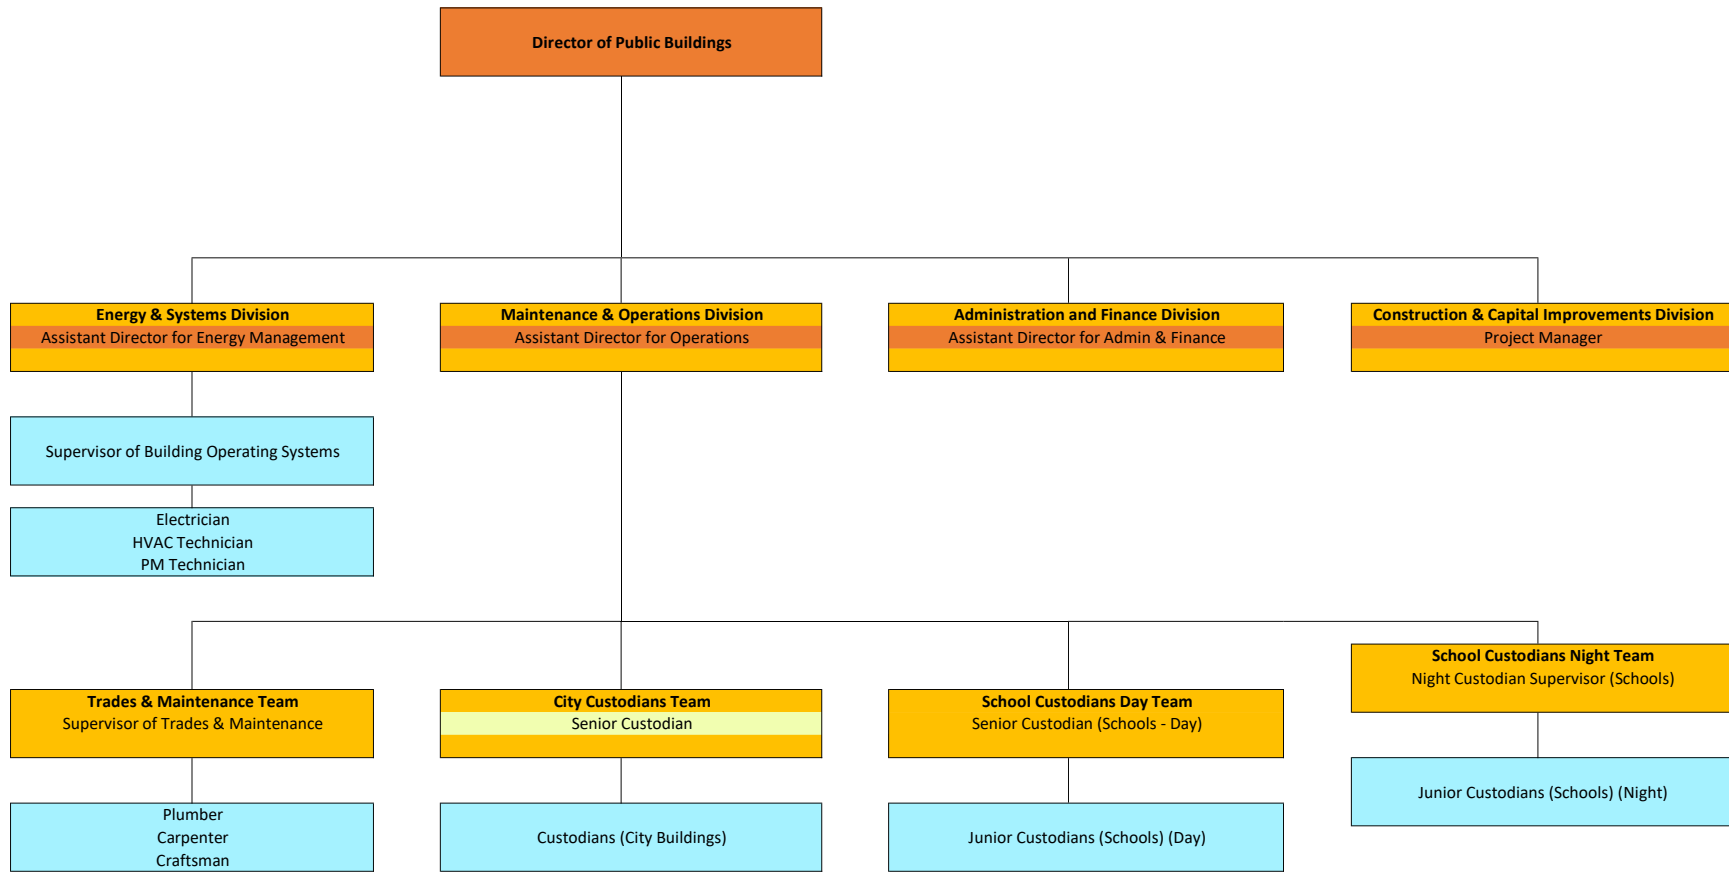 Director of Public Buildings
Energy & Systems Division
Assistant Director for Energy Management
Maintenance & Operations Division
Assistant Director for Operations
Administration and Finance Division
Assistant Director for Admin & Finance
Construction & Capital Improvements Division
Project Manager
Supervisor of Building Operating Systems
Electrician
HVAC Technician
PM Technician
Trades & Maintenance Team
Supervisor of Trades & Maintenance
City Custodians Team
Senior Custodian
School Custodians Day Team
Senior Custodian (Schools - Day)
School Custodians Night Team
Night Custodian Supervisor (Schools)
Plumber
Carpenter
Craftsman
Custodians (City Buildings)
Junior Custodians (Schools) (Day)
Junior Custodians (Schools) (Night)